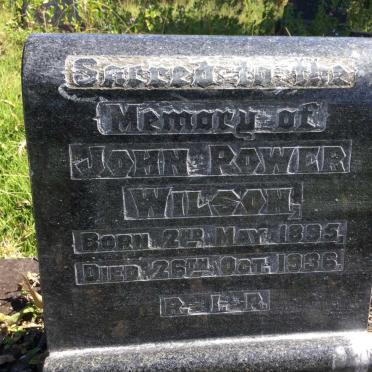 Sacred to the
Memory of
JOHN ROWER
WILSON,
BORN 2ND MAY. 1895.
DIED 26TH OCT. 1936.
R. I. P.